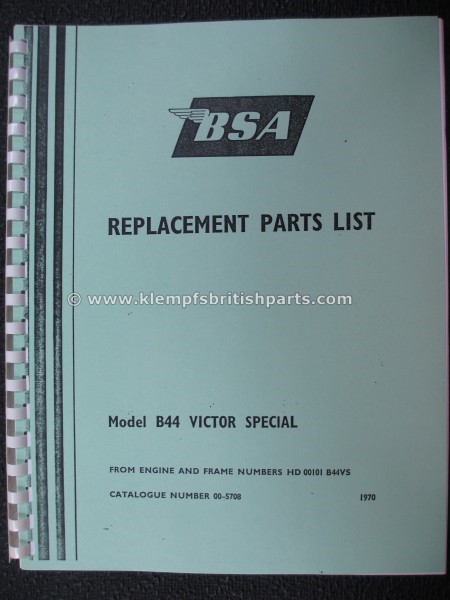 BSA
REPLACEMENT PARTS LIST
© www.klempfsbritishparts.com
Model B44 VICTOR SPECIAL
FROM ENGINE AND FRAME NUMBERS HD 00101 B44VS
CATALOGUE NUMBER 00-5708 1970